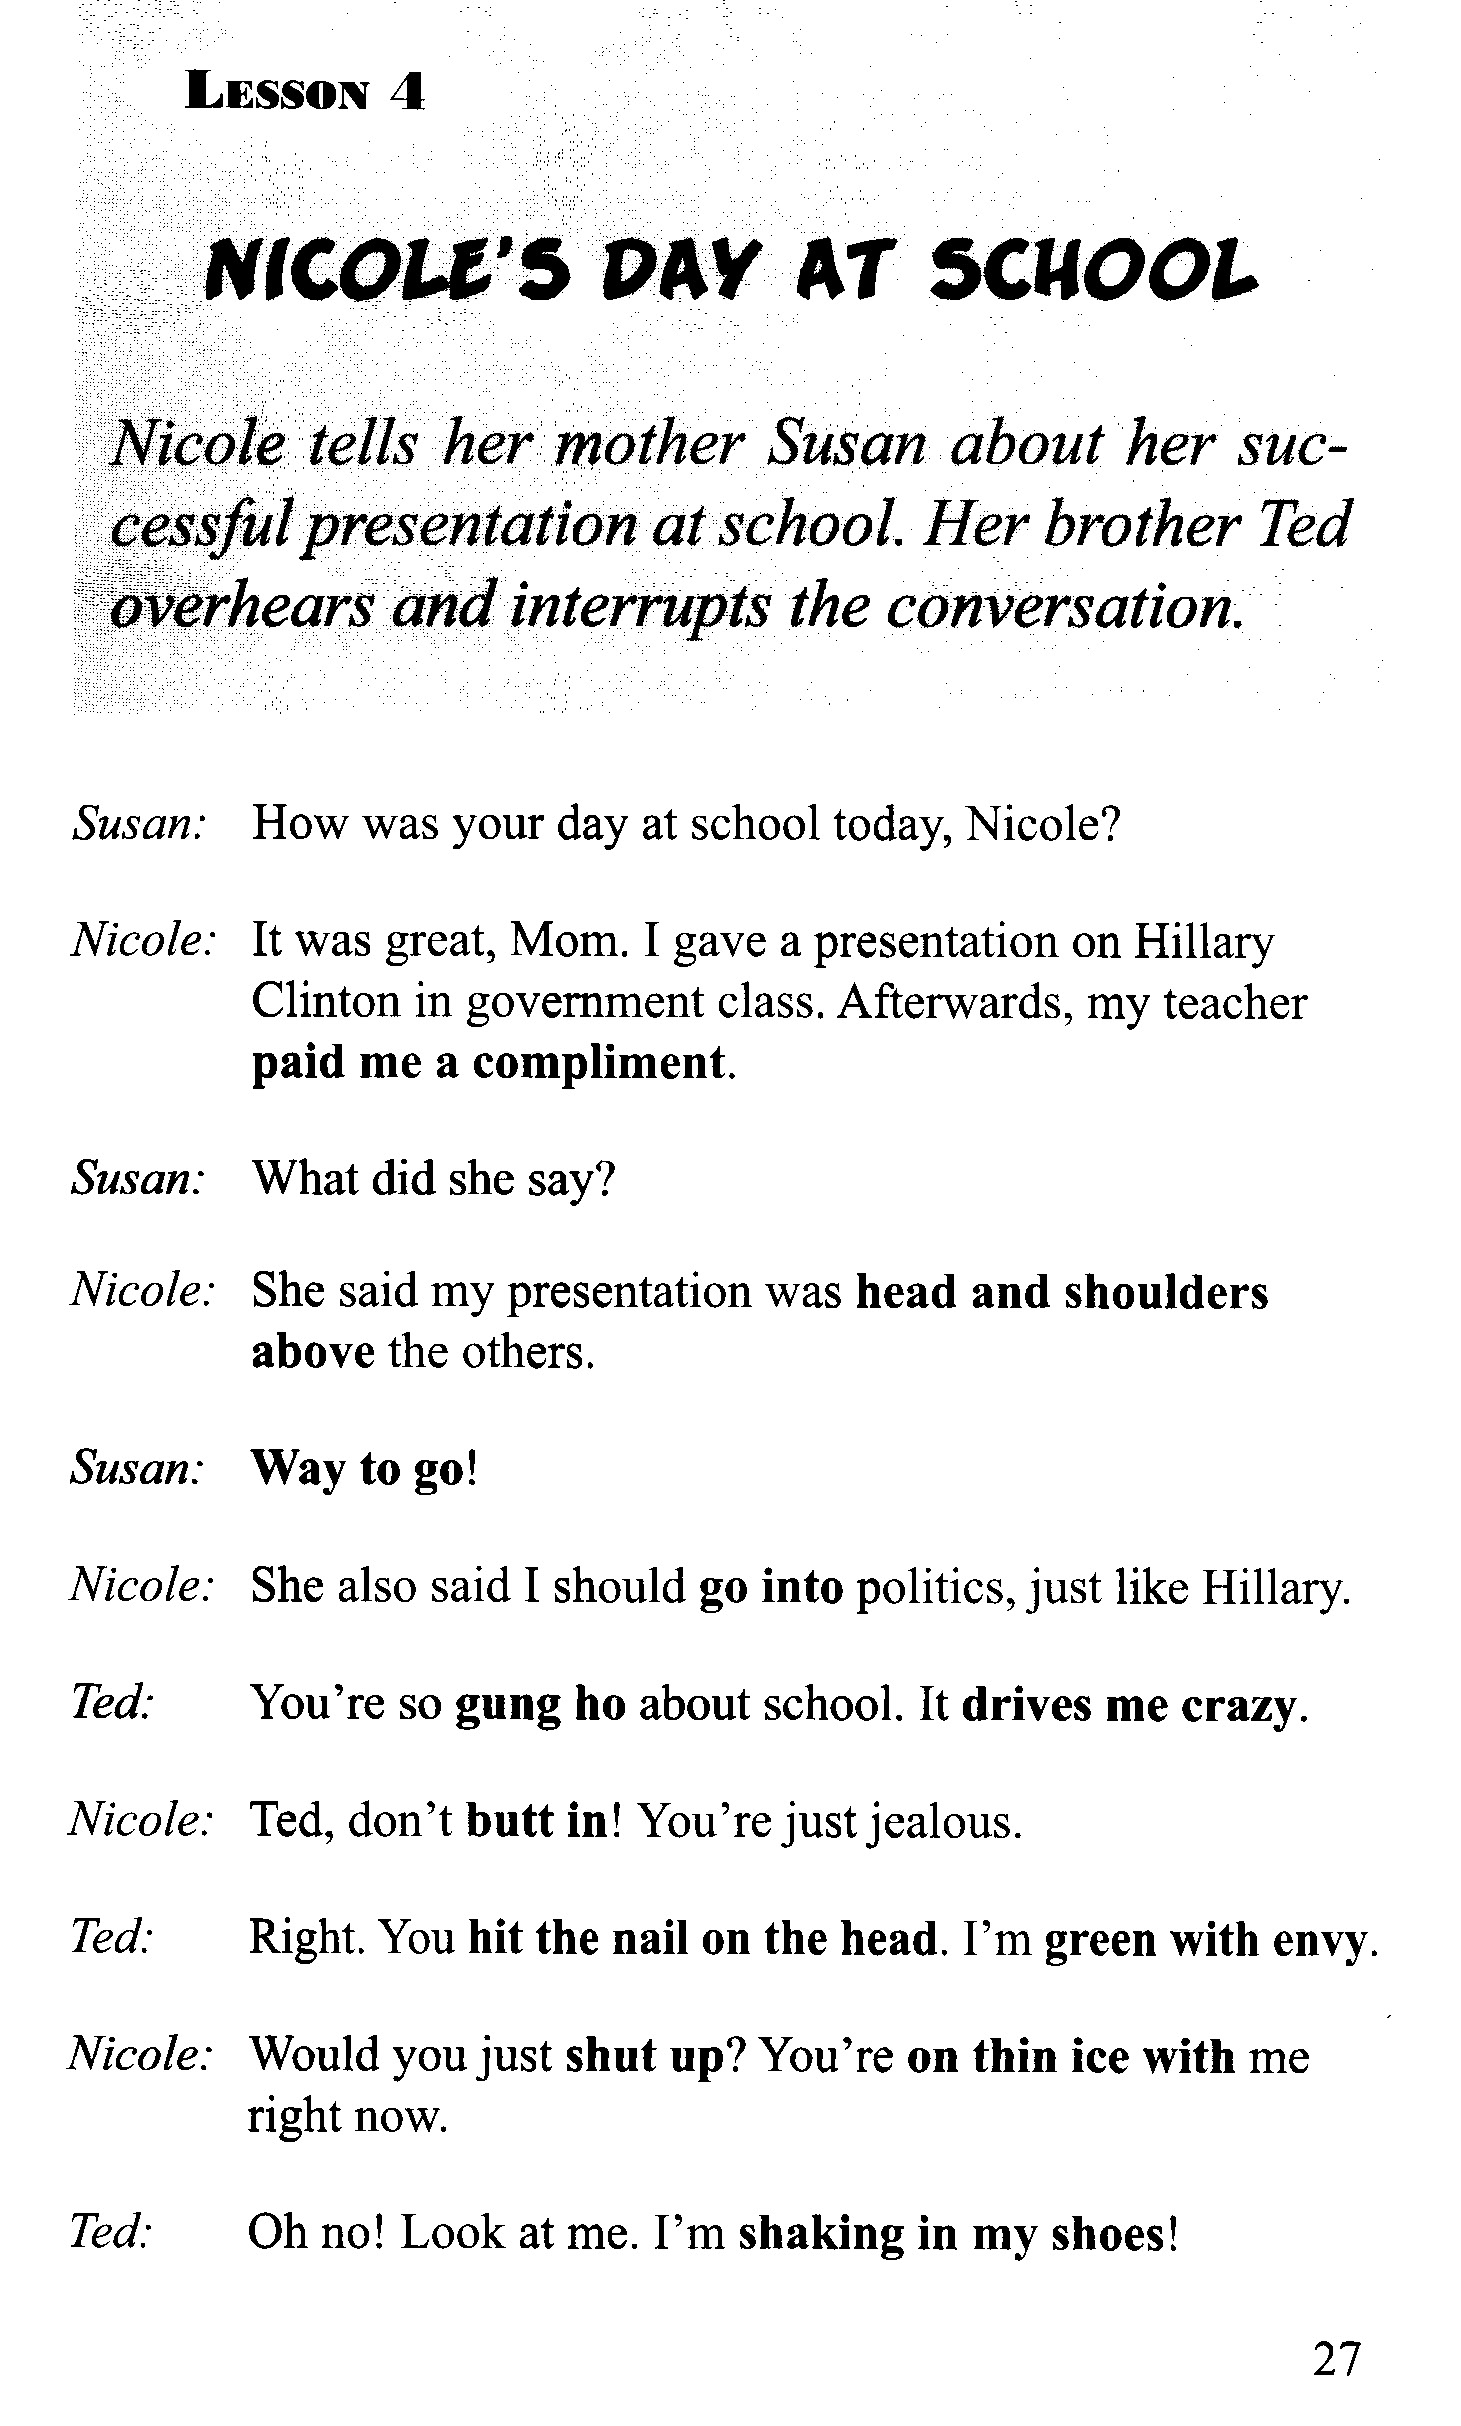 LESSON 4
NICOLE'S DAY AT SCHOOL
Nicole tells her mother Susan about her suc-
cessful presentation at school. Her brother Ted
overhears and interrupts the conversation.
Susan: How was your day at school today, Nicole?
Nicole: It was great, Mom. I gave a presentation on Hillary
Clinton in government class. Afterwards, my teacher
paid me a compliment.
Susan: What did she say?
Nicole: She said my presentation was head and shoulders
above the others.
Susan: Way to go!
Nicole: She also said I should go into politics, just like Hillary.
Ted: You're so gung ho about school. It drives me crazy.
Nicole: Ted, don't butt in! You're just jealous.
Ted: Right. You hit the nail on the head. I'm green with envy.
Nicole: Would you just shut up? You're on thin ice with me
right now.
Ted: Oh no! Look at me. I'm shaking in my shoes!
27